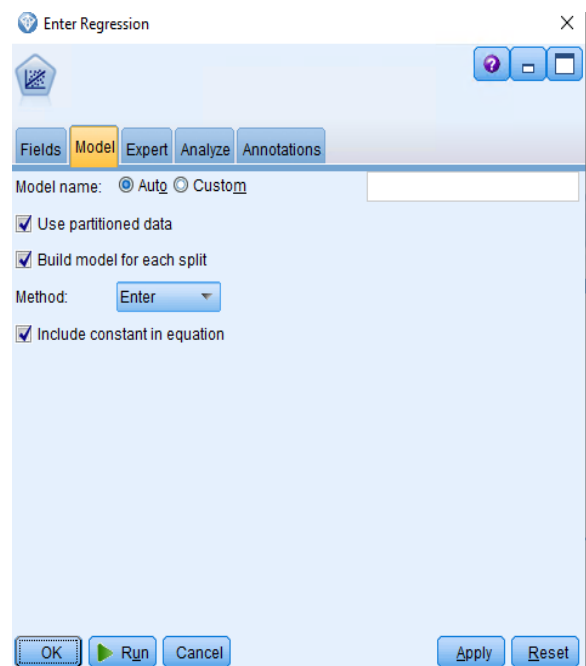 Enter Regression
Fields Model Expert Analyze Annotations
Model name: Auto Custom
Use partitioned data
Build model for each split
Method: Enter
Include constant in equation
OK Run Cancel Apply Reset